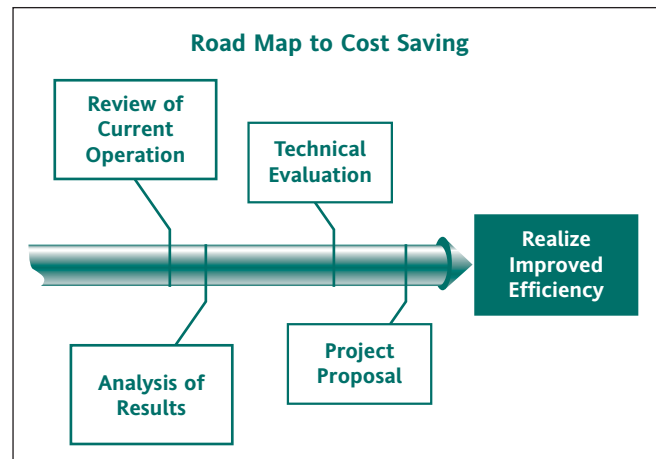 Road Map to Cost Saving
Review of
Current
Operation
Technical
Evaluation
Realize
Improved
Efficiency
Analysis of
Results
Project
Proposal